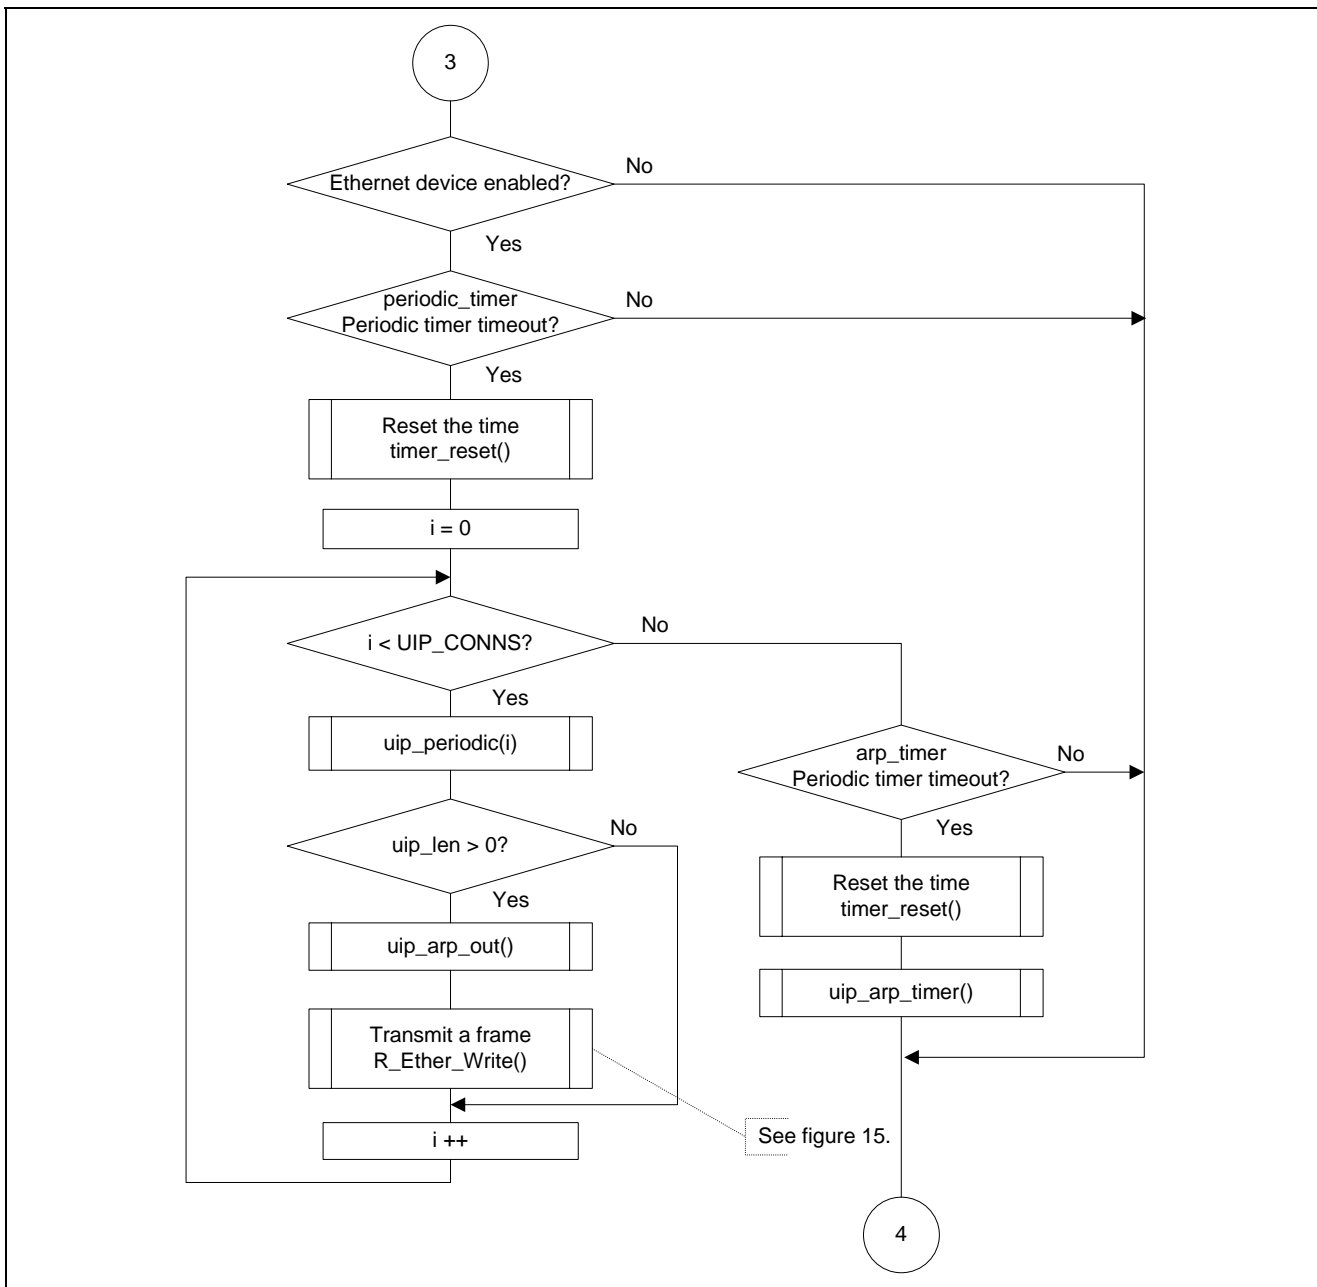 3
Ethernet device enabled?
No
Yes
periodic_timer
Periodic timer timeout?
No
Yes
Reset the time
timer_reset()
i = 0
i < UIP_CONNS?
No
Yes
uip_periodic(i)
uip_len > 0?
No
Yes
uip_arp_out()
Transmit a frame
R_Ether_Write()
i ++
arp_timer
Periodic timer timeout?
No
Yes
Reset the time
timer_reset()
uip_arp_timer()
See figure 15.
4